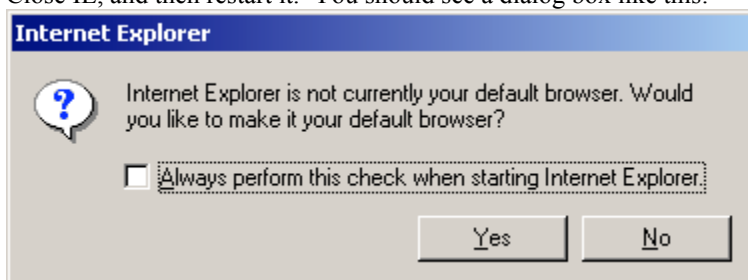 Close IE, and then restart it. You should see a dialog box like this:
Internet Explorer
Internet Explorer is not currently your default browser. Would
you like to make it your default browser?
Always perform this check when starting Internet Explorer.
Yes
No